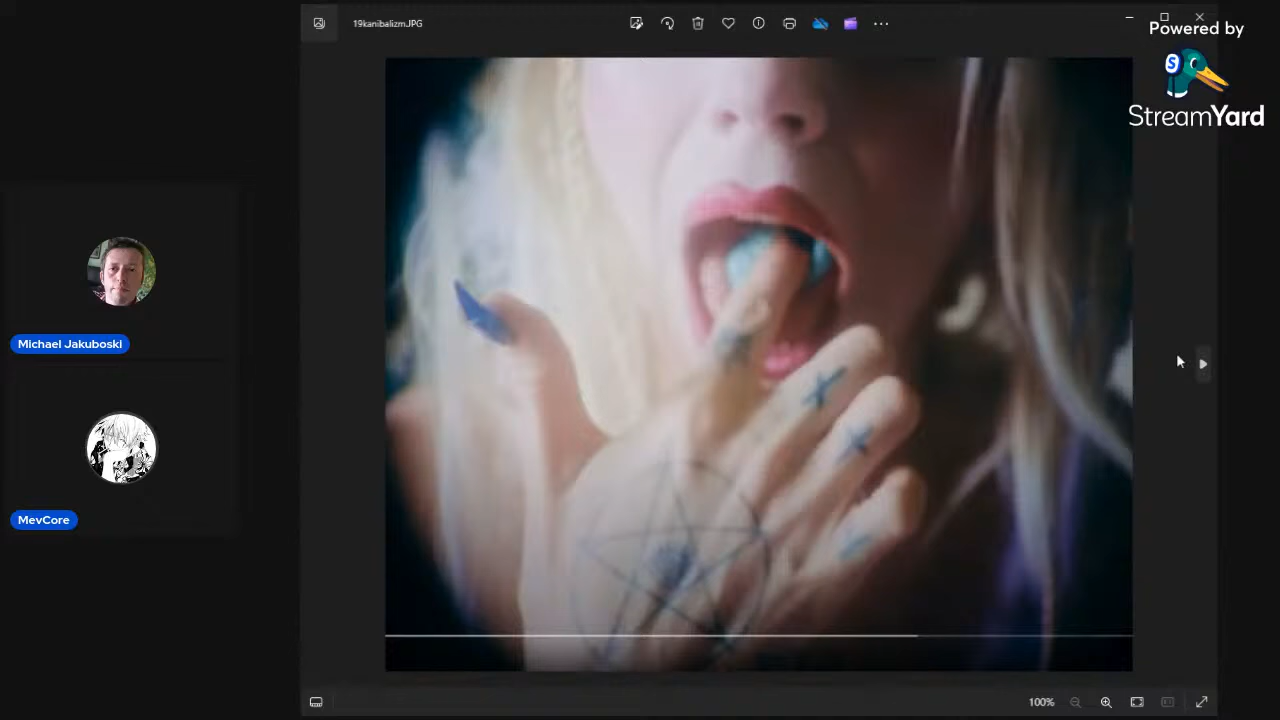 19kanibalizm.JPG
Powered by
S
StreamYard
Michael Jakuboski
MevCore
100%